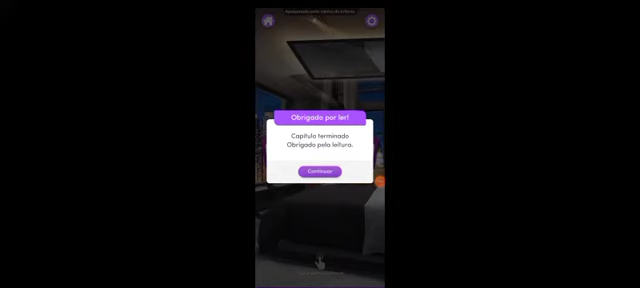 Obrigado por ler!
Capítulo terminado
Obrigado pela leitura.
Continuar